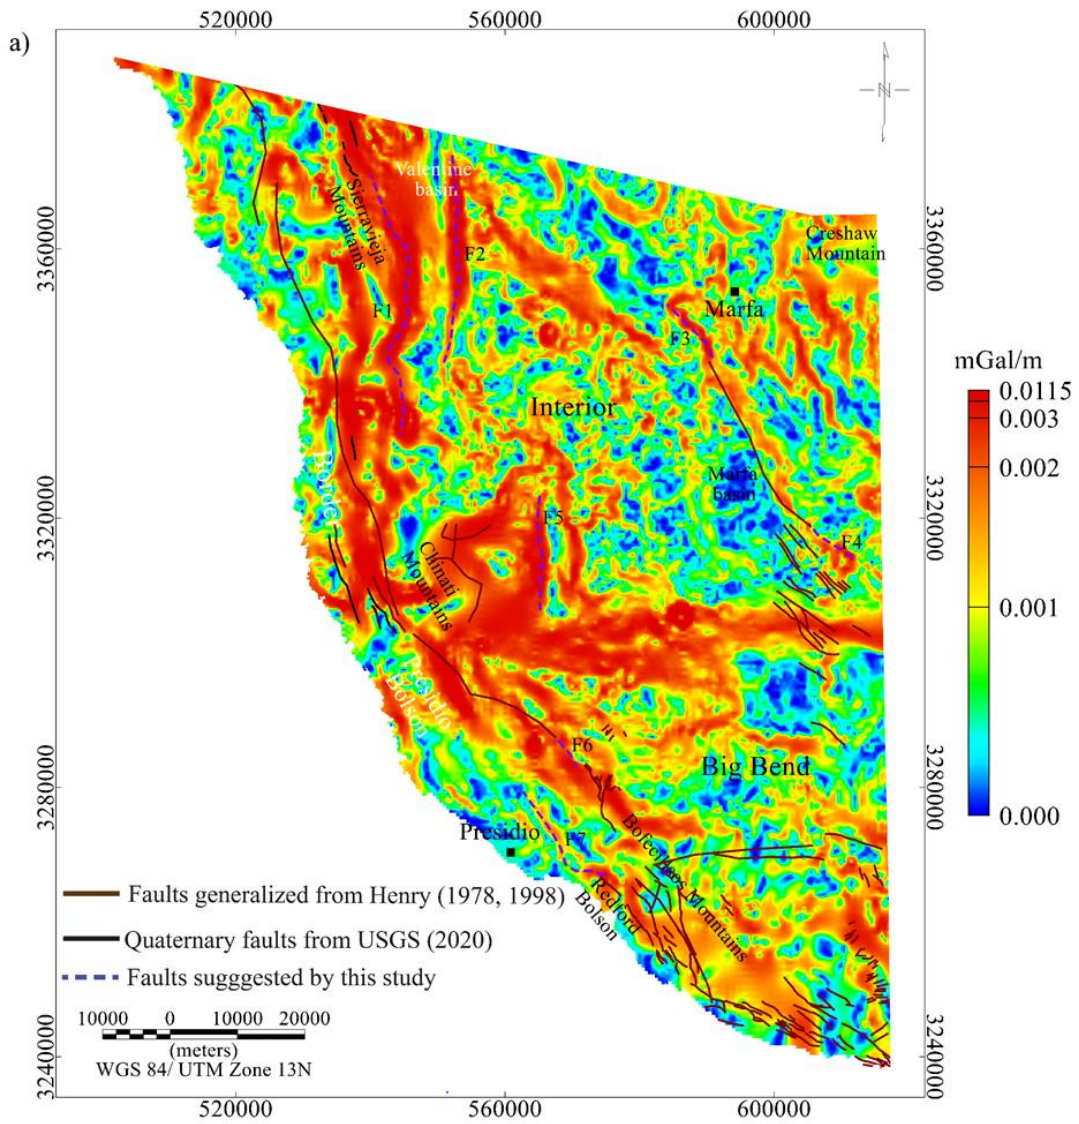 520000
560000
600000
a)
N
Valentine
basin
Sierravieja
Mountains
3360000
3360000
Creshaw
Mountain
F2
Marfa
F1
F3
mGal/m
0.0115
0.003
0.002
0.001
0.000
Interior
Border
Marfa
basin
3320000
3320000
F5
F4
Chinati
Mountains
Presidio
Bolson
F6
Big Bend
3280000
3280000
Presidio
F7
Bofecillos Mountains
Redford
Bolson
Faults generalized from Henry (1978, 1998)
Quaternary faults from USGS (2020)
Faults sugggested by this study
10000 0 10000 20000
(meters)
WGS 84/ UTM Zone 13N
3240000
3240000
520000
560000
600000